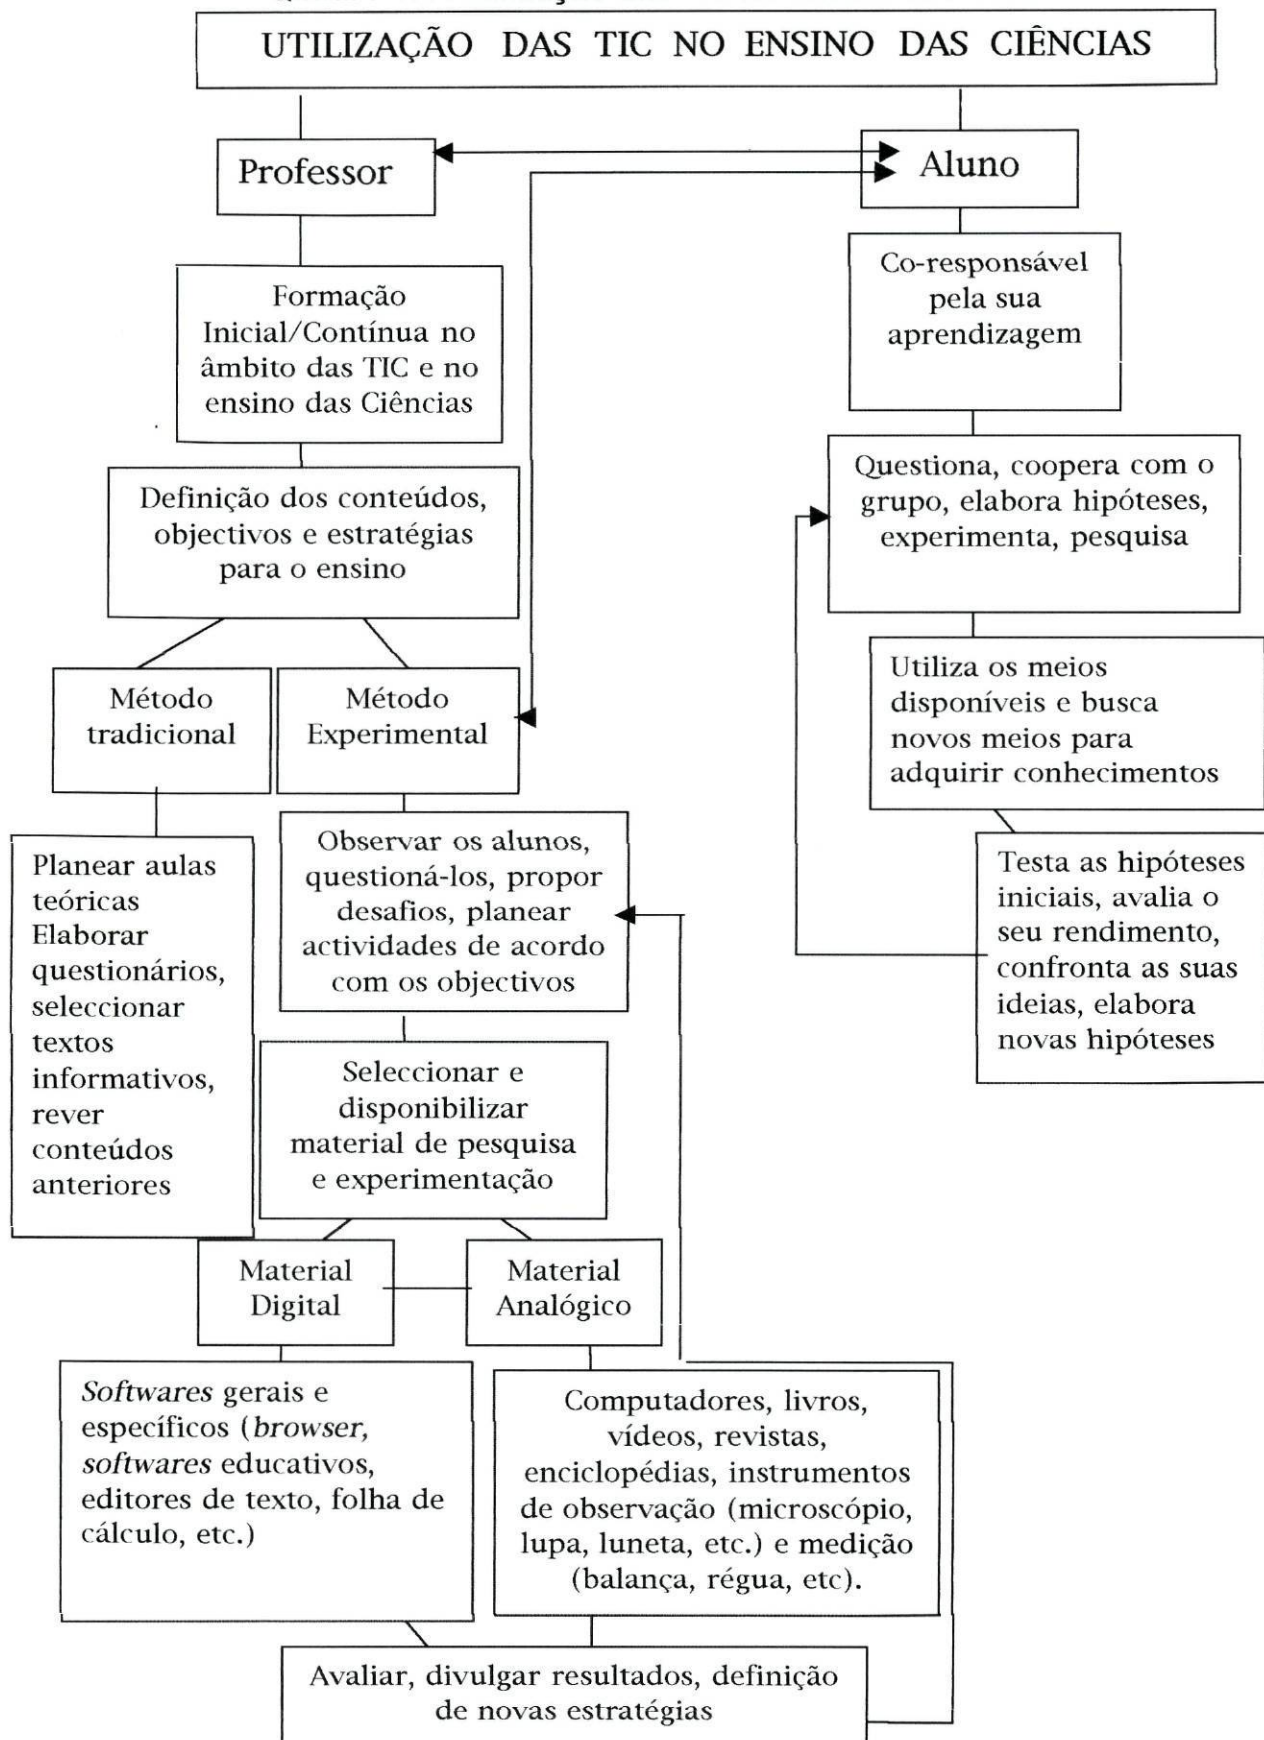 UTILIZAÇÃO DAS TIC NO ENSINO DAS CIÊNCIAS
Professor
Aluno
Formação
Inicial/Contínua no
âmbito das TIC e no
ensino das Ciências
Co-responsável
pela sua
aprendizagem
Definição dos conteúdos,
objectivos e estratégias
para o ensino
Questiona, coopera com o
grupo, elabora hipóteses,
experimenta, pesquisa
Método
tradicional
Método
Experimental
Utiliza os meios
disponíveis e busca
novos meios para
adquirir conhecimentos
Planear aulas
teóricas
Elaborar
questionários,
seleccionar
textos
informativos,
rever
conteúdos
anteriores
Observar os alunos,
questioná-los, propor
desafios, planear
actividades de acordo
com os objectivos
Testa as hipóteses
iniciais, avalia o
seu rendimento,
confronta as suas
ideias, elabora
novas hipóteses
Seleccionar e
disponibilizar
material de pesquisa
e experimentação
Material
Digital
Material
Analógico
Softwares gerais e
específicos (browser,
softwares educativos,
editores de texto, folha de
cálculo, etc.)
Computadores, livros,
vídeos, revistas,
enciclopédias, instrumentos
de observação (microscópio,
lupa, luneta, etc.) e medição
(balança, régua, etc).
Avaliar, divulgar resultados, definição
de novas estratégias